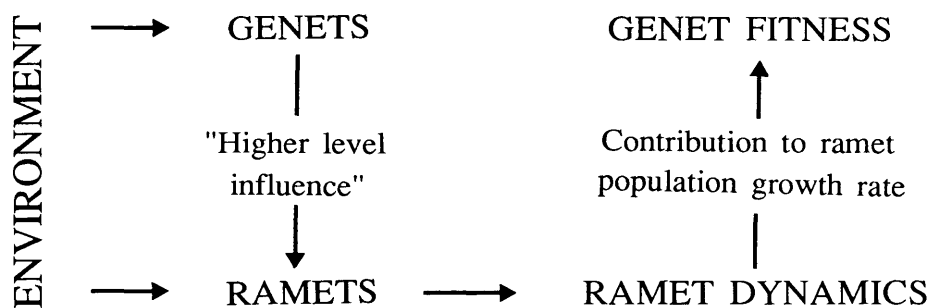 ENVIRONMENT
GENETS
GENET FITNESS
"Higher level
influence"
Contribution to ramet
population growth rate
RAMETS
RAMET DYNAMICS